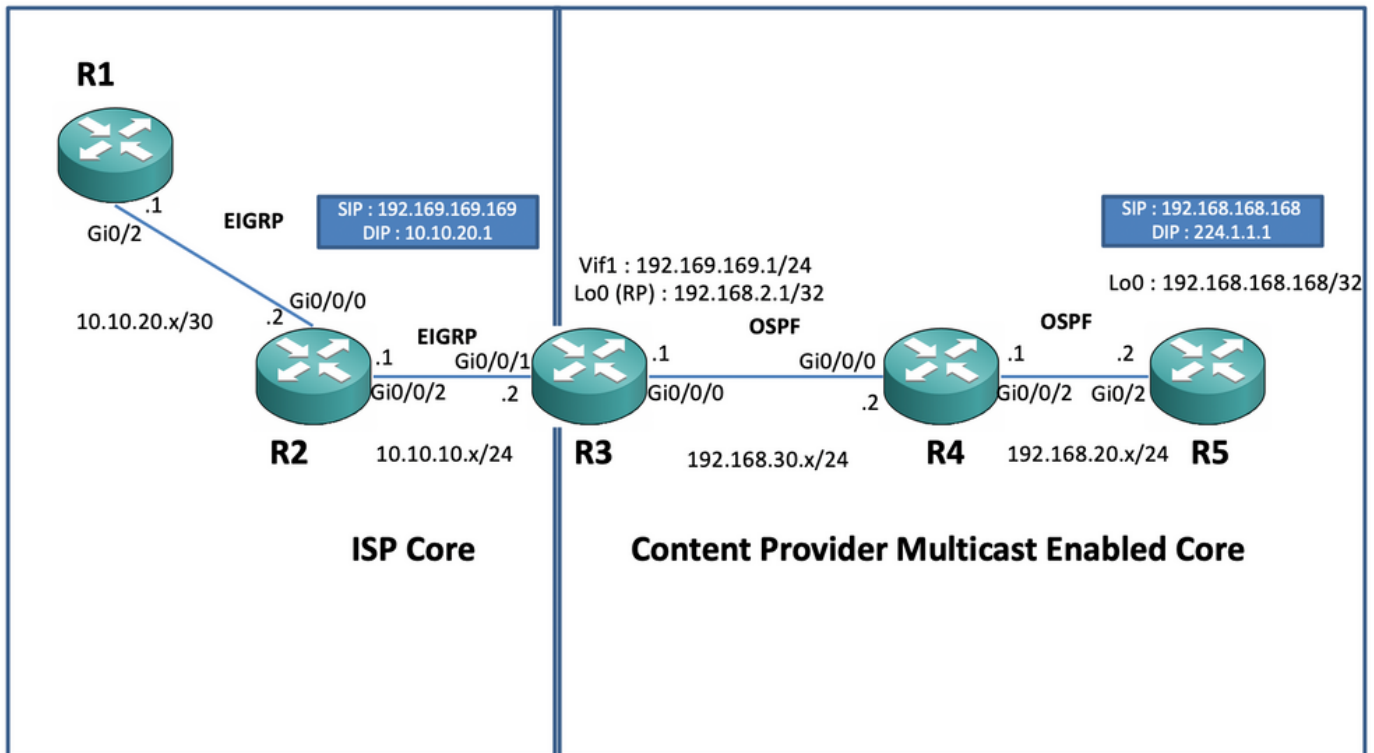 R1
.1
Gi0/2
EIGRP
SIP : 192.169.169.169
DIP : 10.10.20.1
SIP : 192.168.168.168
DIP : 224.1.1.1
Vif1 : 192.169.169.1/24
Lo0 (RP) : 192.168.2.1/32
Lo0 : 192.168.168.168/32
10.10.20.x/30
Gi0/0/0
.2
EIGRP
OSPF
OSPF
.1
Gi0/0/1
.1
Gi0/0/0
.1
.2
Gi0/0/2
.2
Gi0/0/0
.2
Gi0/0/2
Gi0/2
R2
10.10.10.x/24
R3
192.168.30.x/24
R4
192.168.20.x/24
R5
ISP Core
Content Provider Multicast Enabled Core